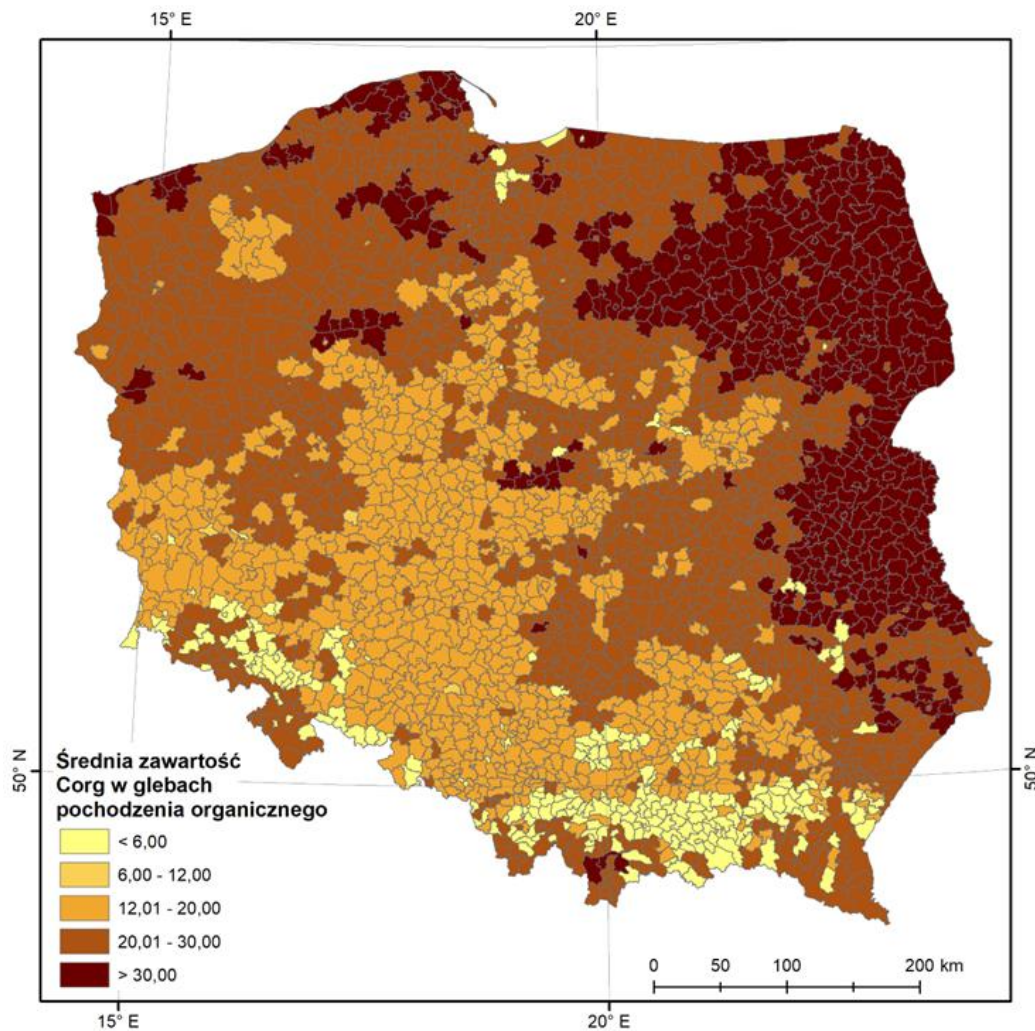 15° E
20° E
50° N
50° N
Średnia zawartość
Corg w glebach
pochodzenia organicznego
< 6,00
6,00 - 12,00
12,01 - 20,00
20,01 - 30,00
> 30,00
0 50 100 200 km
15° E
20° E